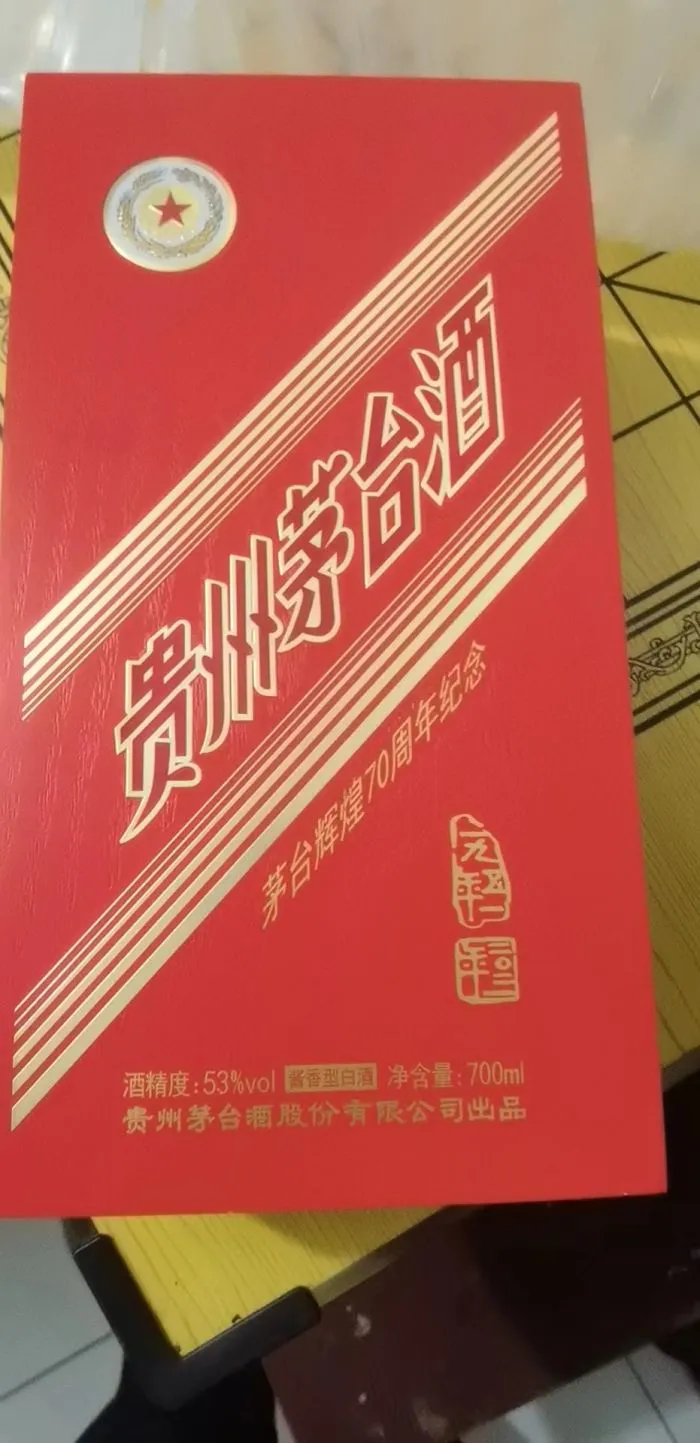 贵州茅台酒
茅台辉煌70周年纪念
酒精度:53%vol 酱香型白酒 净含量:700ml
贵州茅台酒股份有限公司出品